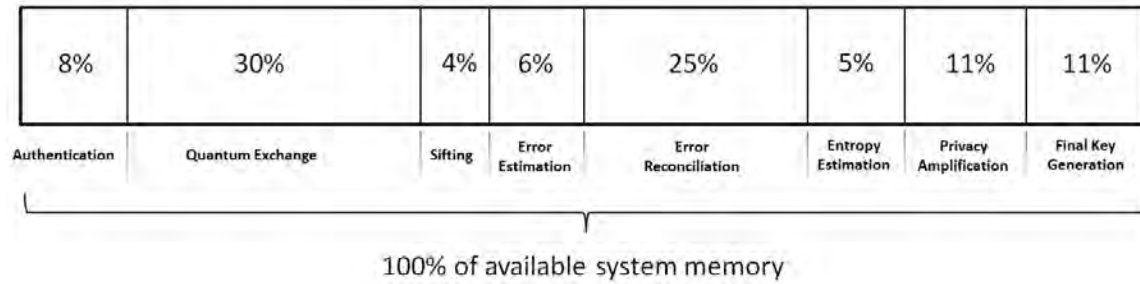 8% 30% 4% 6% 25% 5% 11% 11%
Authentication
Quantum Exchange
Sifting
Error
Estimation
Error
Reconciliation
Entropy
Estimation
Privacy
Amplification
Final Key
Generation
100% of available system memory